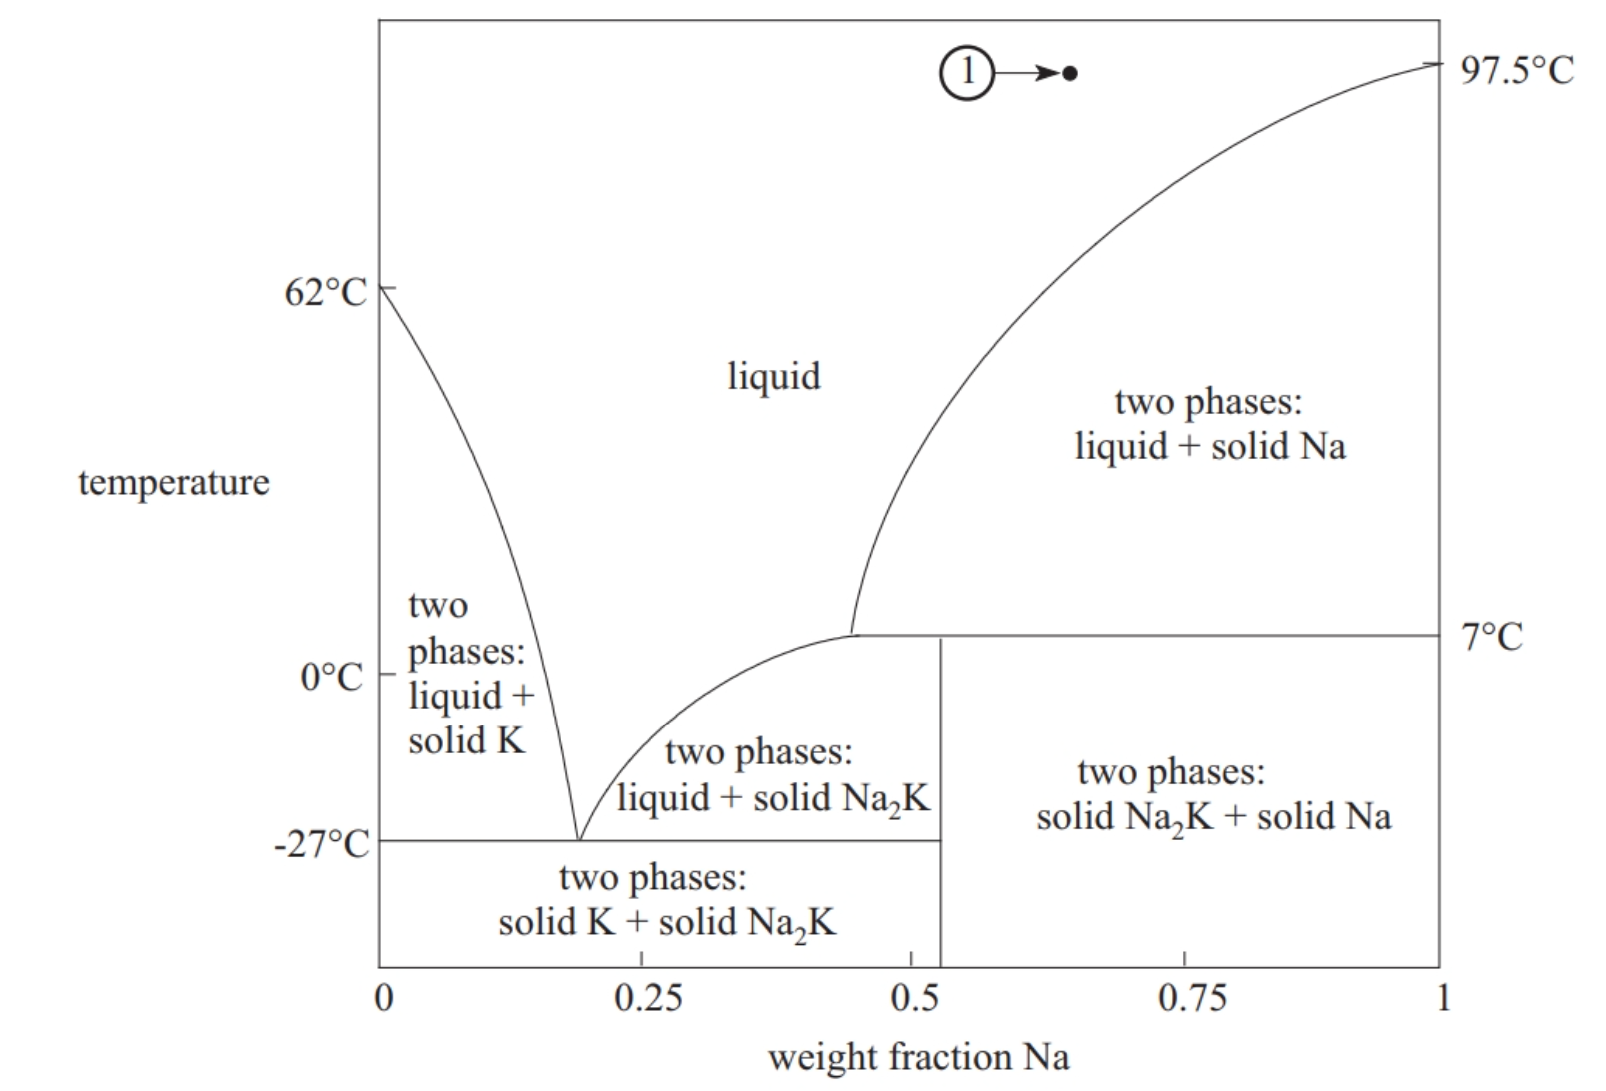 1
97.5°C
62°C
liquid
two phases:
liquid + solid Na
temperature
two
phases:
liquid +
solid K
7°C
0°C
two phases:
liquid + solid Na₂K
two phases:
solid Na₂K + solid Na
-27°C
two phases:
solid K + solid Na₂K
0 0.25 0.5 0.75 1
weight fraction Na